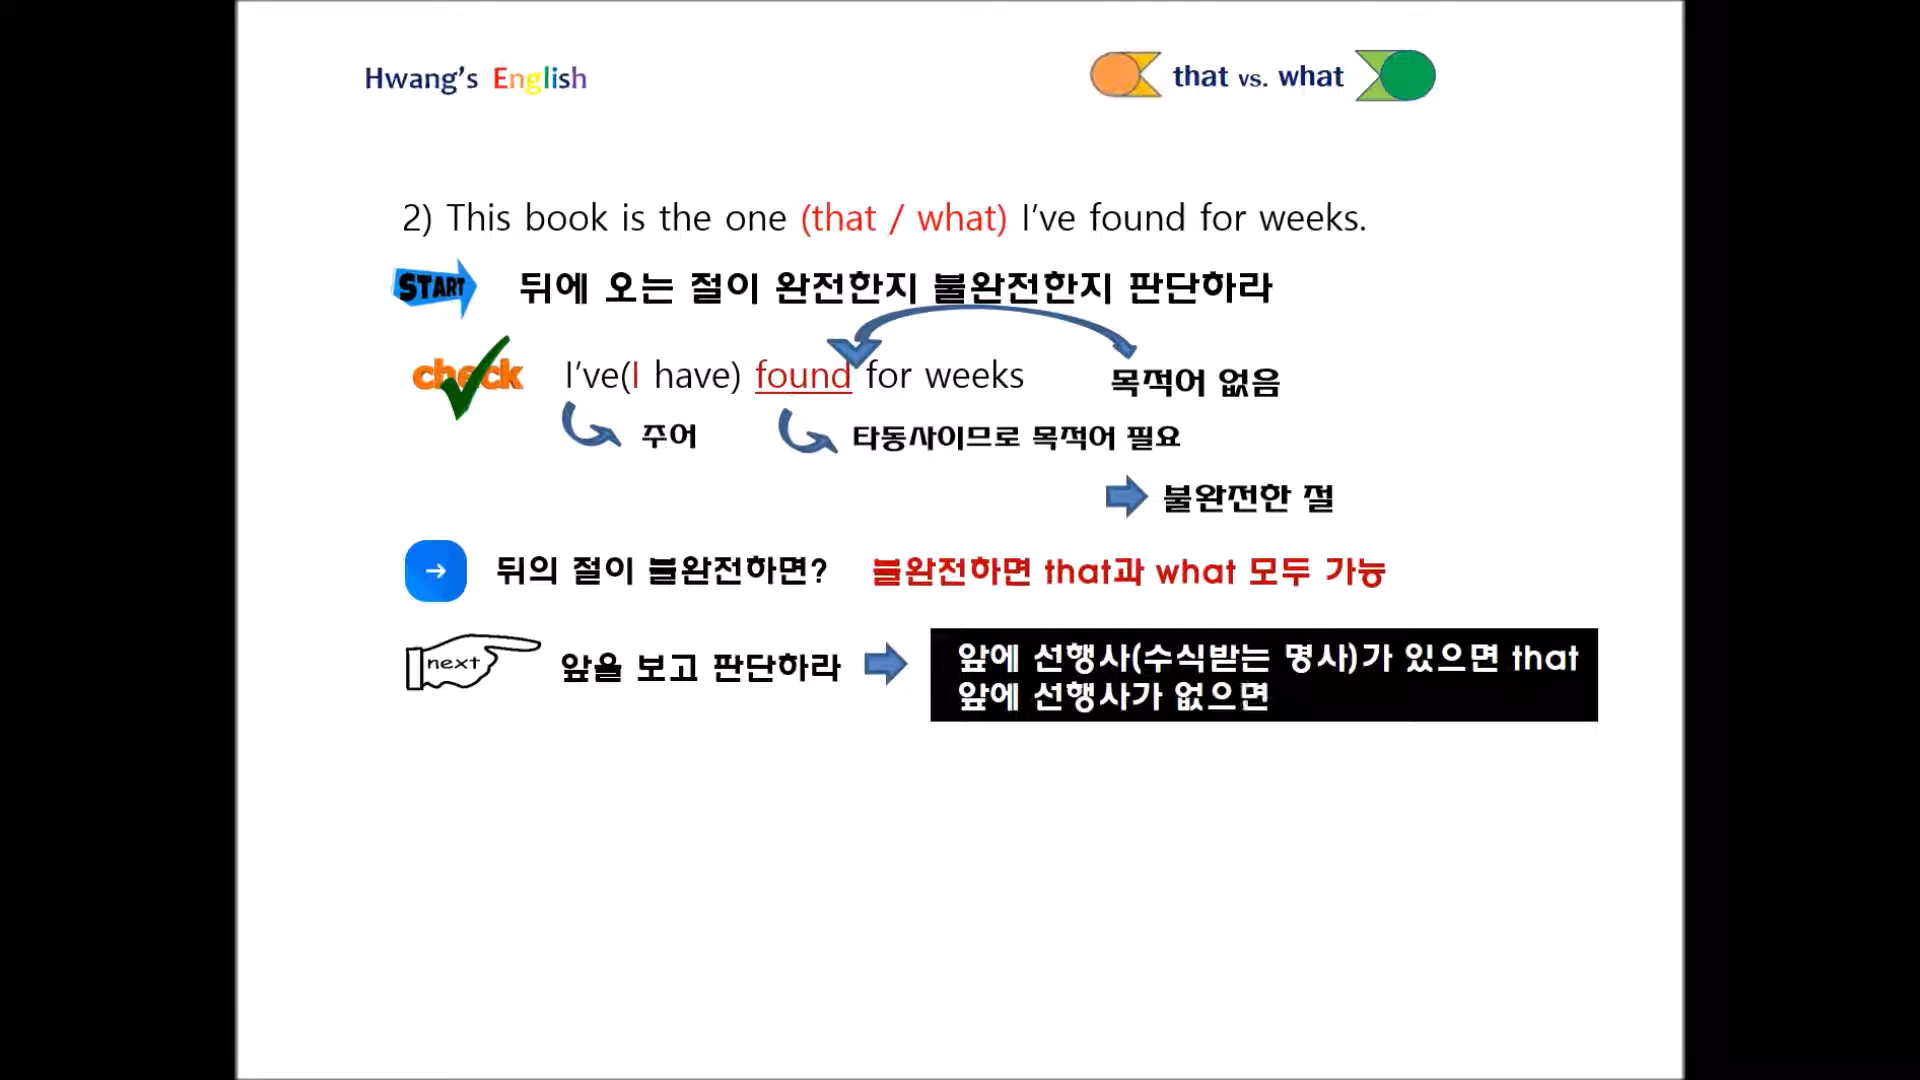 Hwang's English
that vs. what
2) This book is the one (that / what) I've found for weeks.
START 뒤에 오는 절이 완전한지 불완전한지 판단하라
check I've(I have) found for weeks 목적어 없음
주어 타동사이므로 목적어 필요
불완전한 절
뒤의 절이 불완전하면? 불완전하면 that과 what 모두 가능
next 앞을 보고 판단하라
앞에 선행사(수식받는 명사)가 있으면 that
앞에 선행사가 없으면